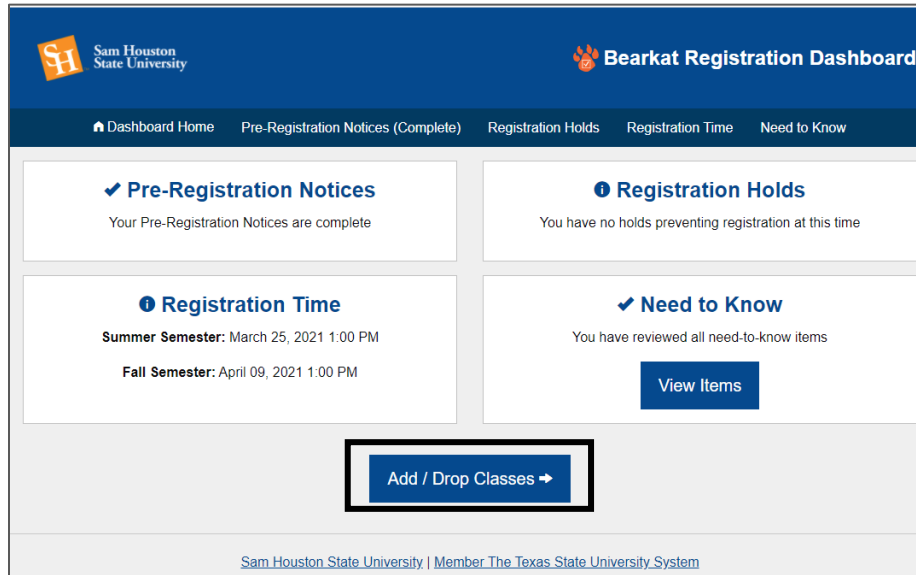 Sam Houston
State University
Bearkat Registration Dashboard
Dashboard Home Pre-Registration Notices (Complete) Registration Holds Registration Time Need to Know
Pre-Registration Notices
Your Pre-Registration Notices are complete
Registration Holds
You have no holds preventing registration at this time
Registration Time
Summer Semester: March 25, 2021 1:00 PM
Fall Semester: April 09, 2021 1:00 PM
Need to Know
You have reviewed all need-to-know items
View Items
Add / Drop Classes
Sam Houston State University | Member The Texas State University System